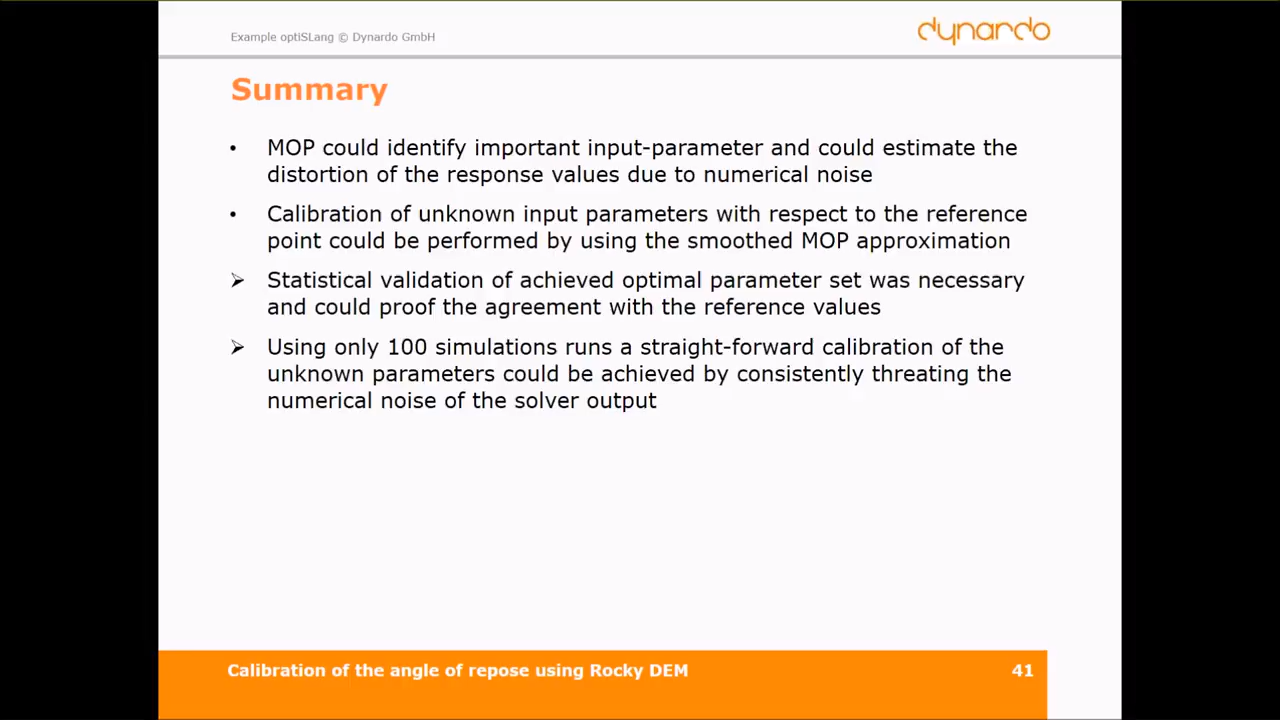 Example optiSLang © Dynardo GmbH
dynardo
Summary
• MOP could identify important input-parameter and could estimate the
distortion of the response values due to numerical noise
• Calibration of unknown input parameters with respect to the reference
point could be performed by using the smoothed MOP approximation
➢ Statistical validation of achieved optimal parameter set was necessary
and could proof the agreement with the reference values
➢ Using only 100 simulations runs a straight-forward calibration of the
unknown parameters could be achieved by consistently threating the
numerical noise of the solver output
Calibration of the angle of repose using Rocky DEM 41